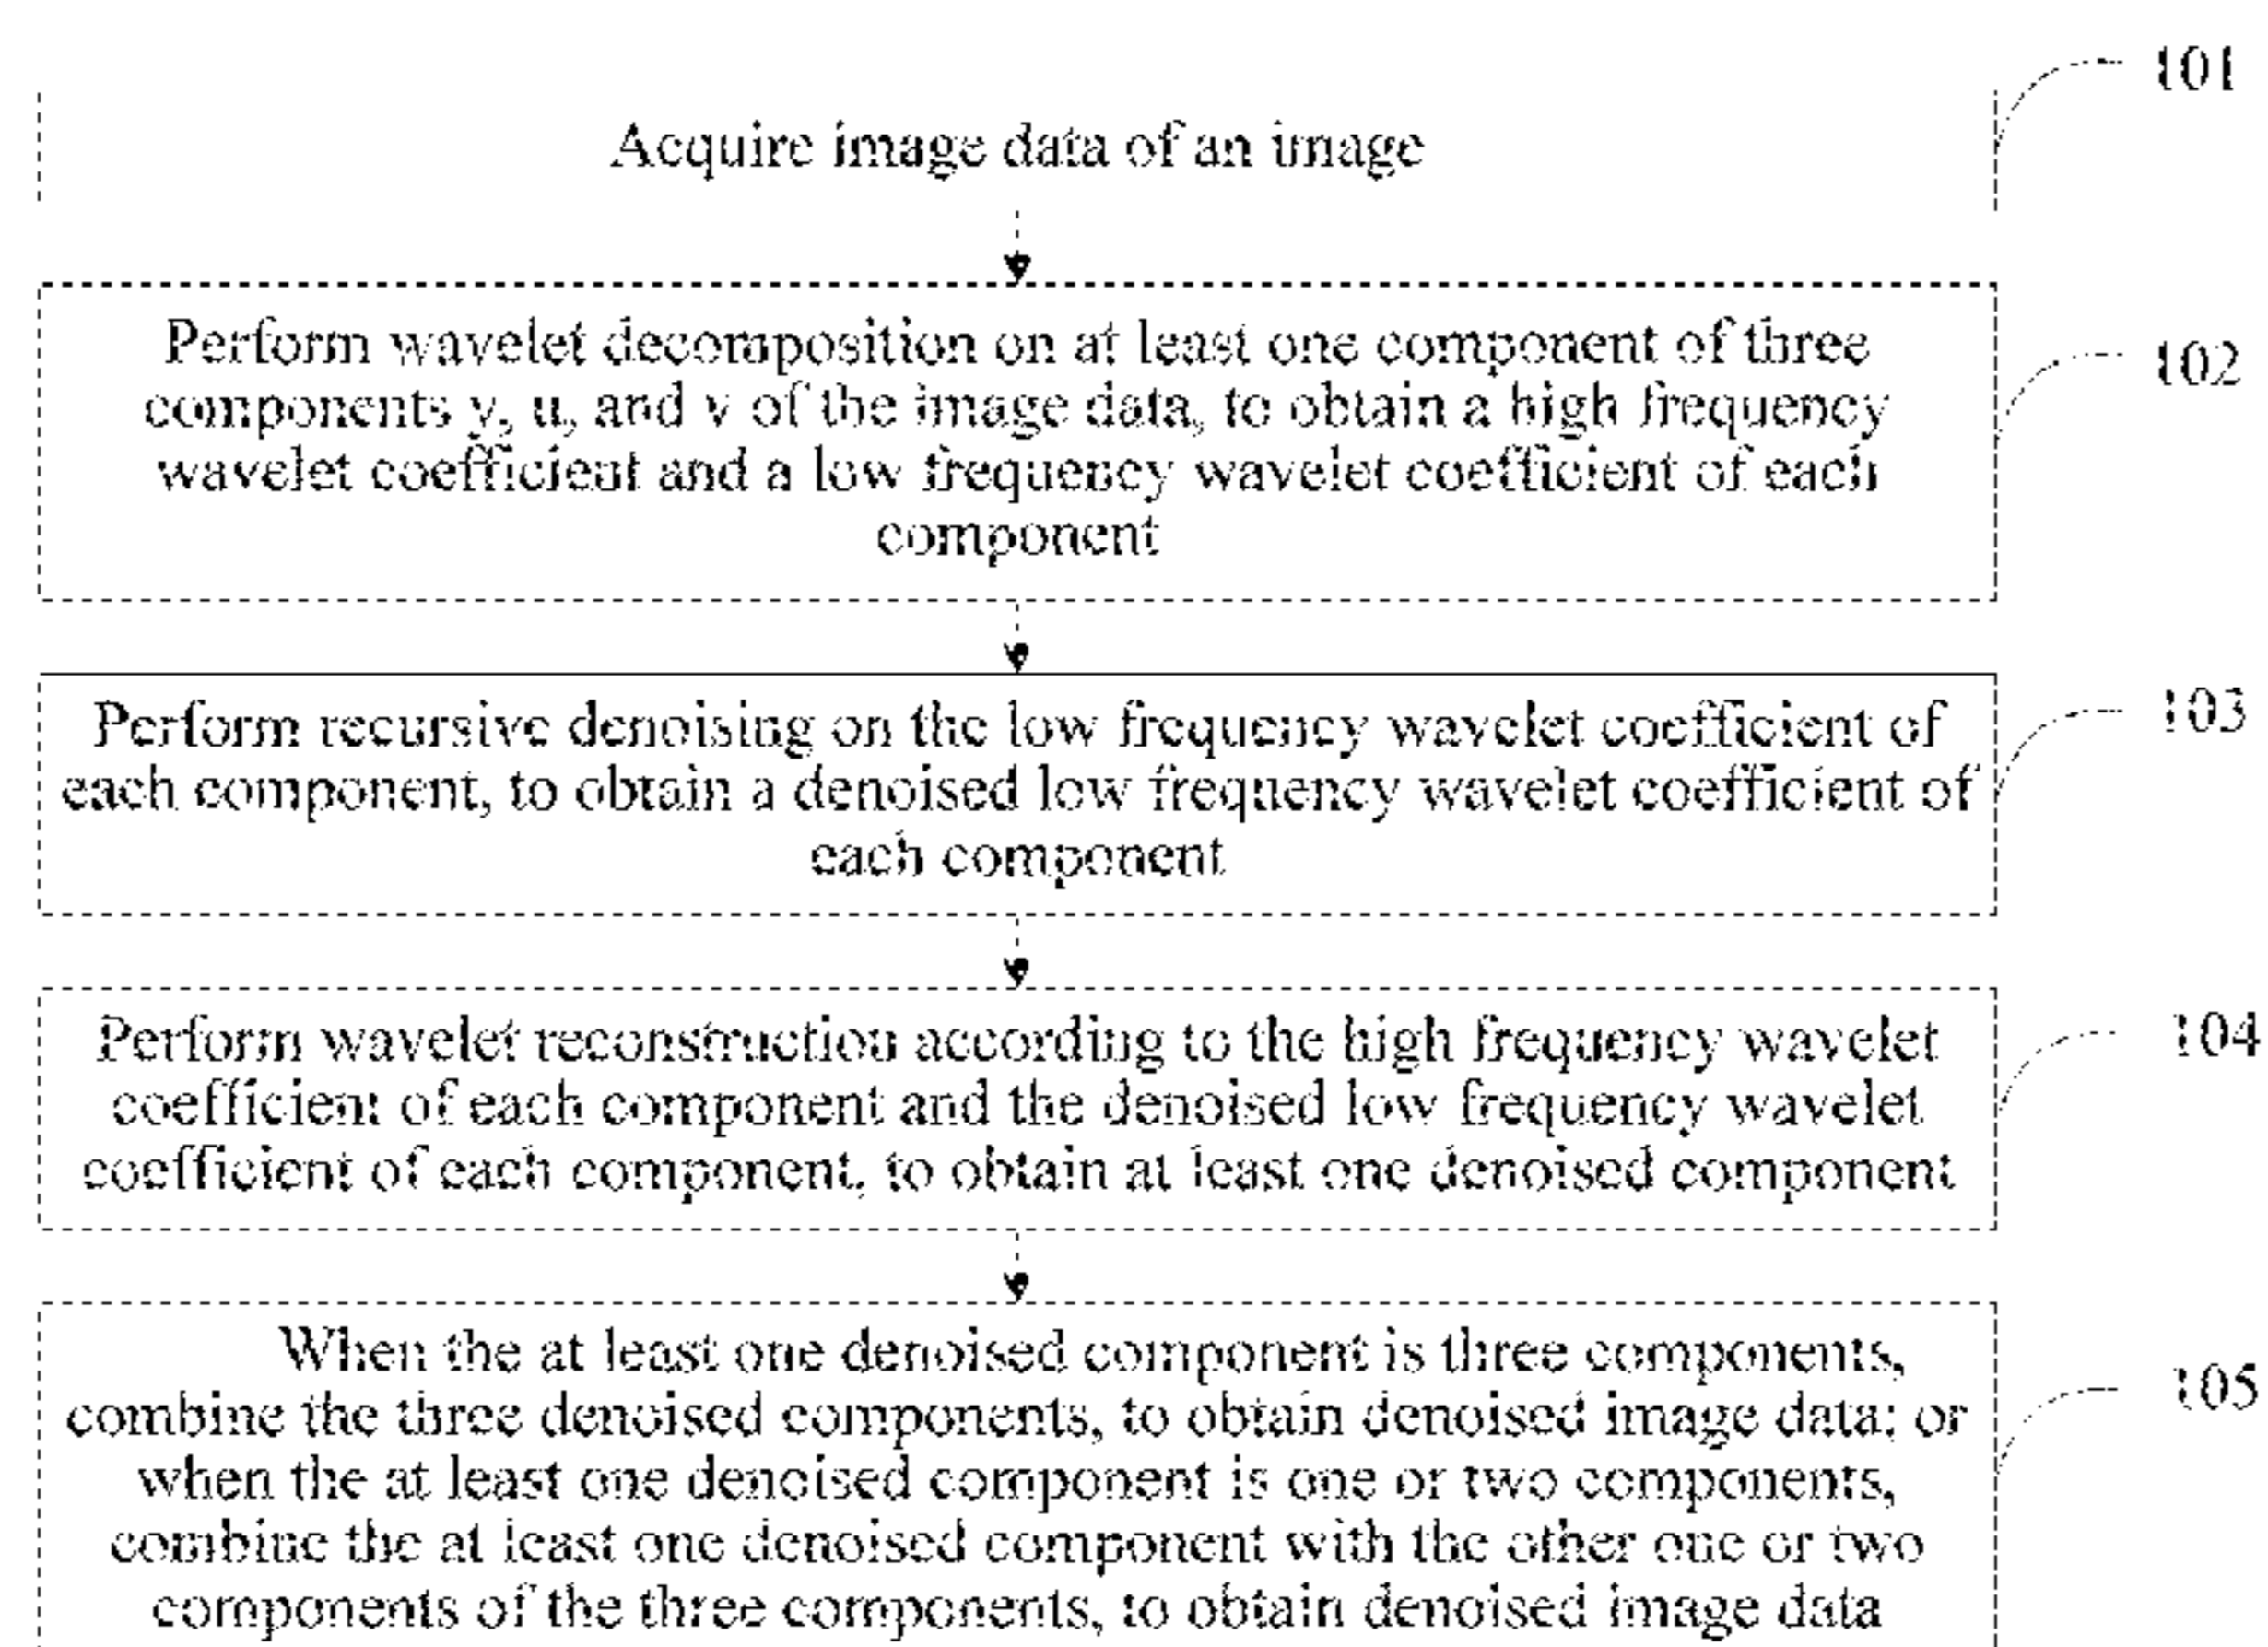 101
Acquire image data of an image
Perform wavelet decomposition on at least one component of three
components y, u, and v of the image data, to obtain a high frequency
wavelet coefficient and a low frequency wavelet coefficient of each
component
102
Perform recursive denoising on the low frequency wavelet coefficient of
each component, to obtain a denoised low frequency wavelet coefficient of
each component
103
Perform wavelet reconstruction according to the high frequency wavelet
coefficient of each component and the denoised low frequency wavelet
coefficient of each component, to obtain at least one denoised component
104
When the at least one denoised component is three components,
combine the three denoised components, to obtain denoised image data; or
when the at least one denoised component is one or two components,
combine the at least one denoised component with the other one or two
components of the three components, to obtain denoised image data
105